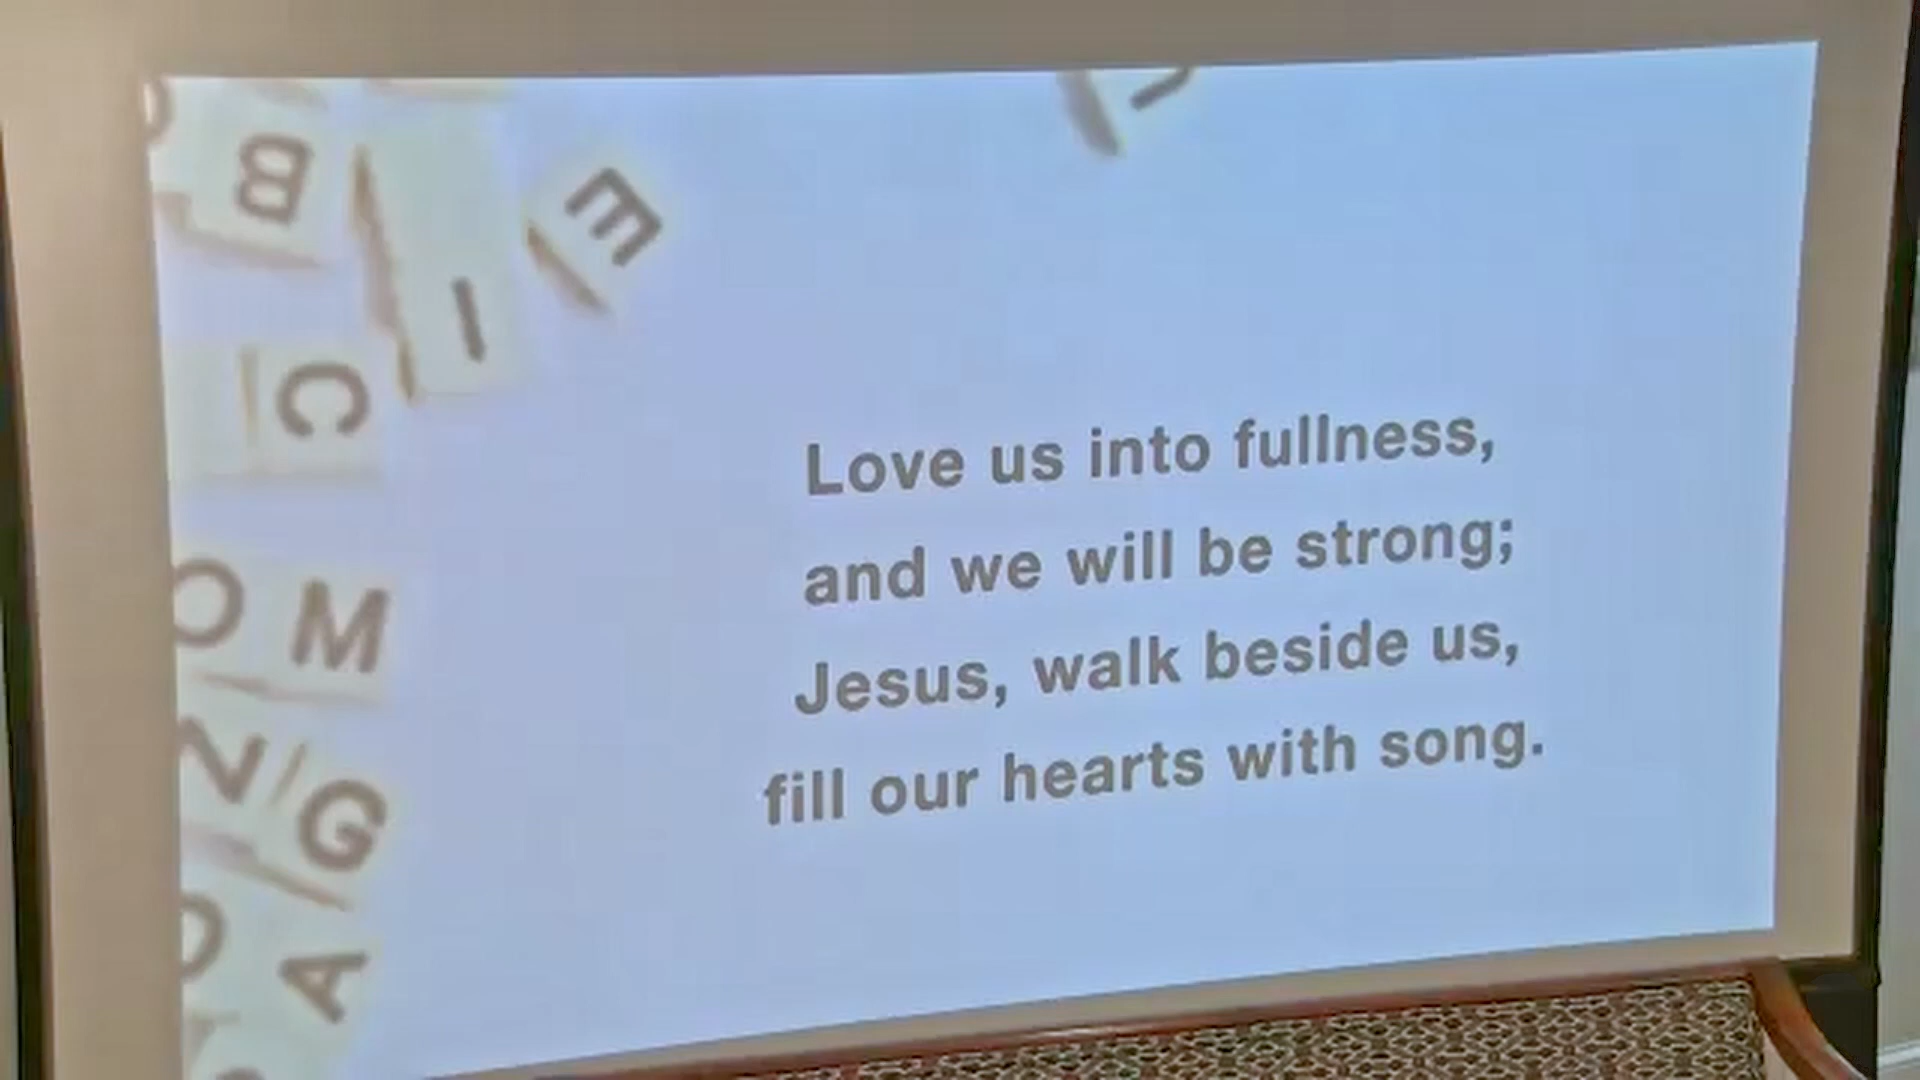 B
E
I
C
O M
N G
A
Love us into fullness,
and we will be strong;
Jesus, walk beside us,
fill our hearts with song.